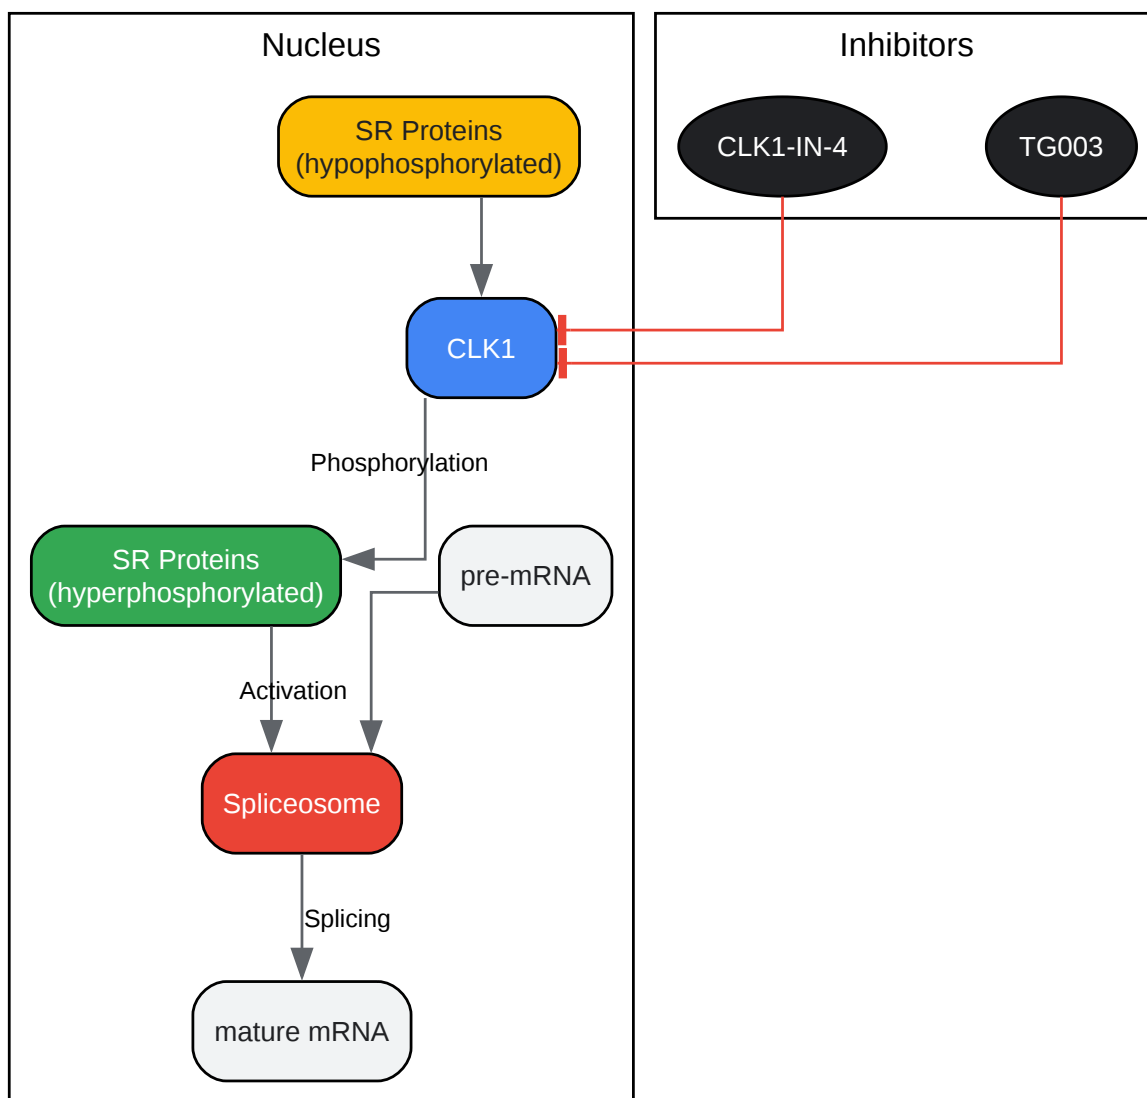 Nucleus
Inhibitors
SR Proteins
(hypophosphorylated)
CLK1-IN-4
TG003
CLK1
Phosphorylation
SR Proteins
(hyperphosphorylated)
pre-mRNA
Activation
Spliceosome
Splicing
mature mRNA